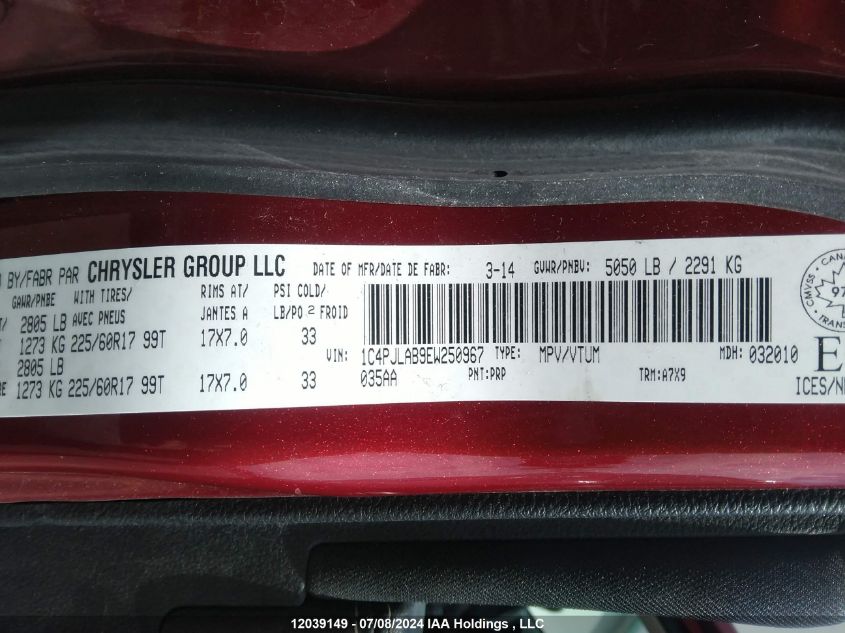 BY/FABR PAR CHRYSLER GROUP LLC DATE OF MFR/DATE DE FABR: 3-14 GVWR/PNBV: 5050 LB / 2291 KG
GAWR/PNBE WITH TIRES/ RIMS AT/ PSI COLD/
2805 LB AVEC PNEUS JANTES A LB/PO 2 FROID
1273 KG 225/60R17 99T 17X7.0 33
2805 LB
1273 KG 225/60R17 99T 17X7.0 33
VIN: 1C4PJLAB9EW250967 TYPE: MPV/VTUM MDH: 032010
035AA PNT:PRP TRM:A7X9
CMVSS
97
TRANS
ICES/N
12039149 - 07/08/2024 IAA Holdings , LLC